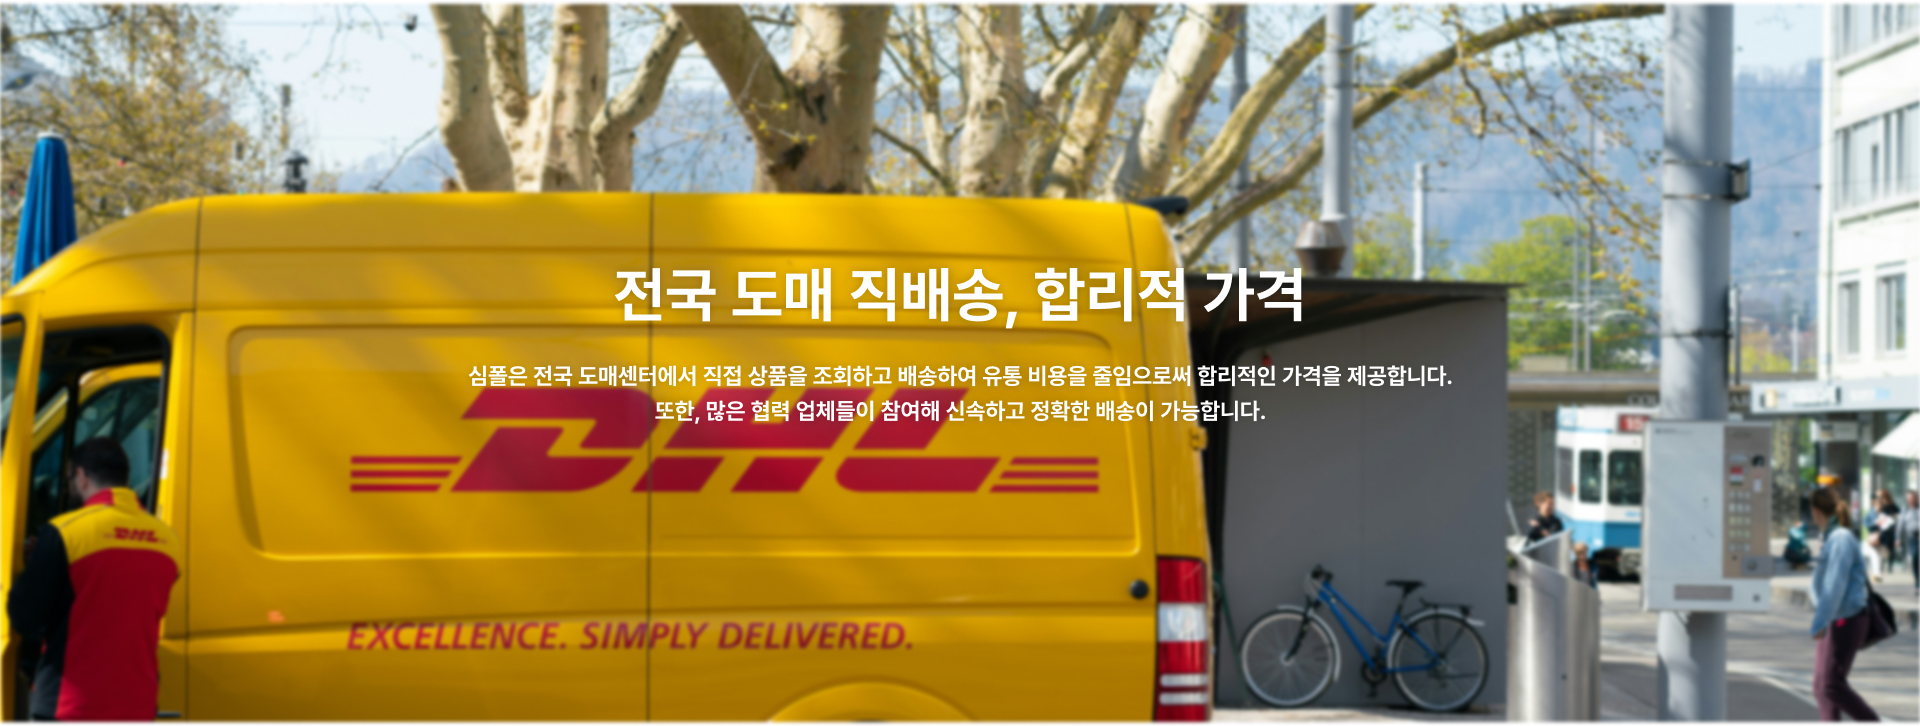 전국 도매 직배송, 합리적 가격
심폴은 전국 도매센터에서 직접 상품을 조회하고 배송하여 유통 비용을 줄임으로써 합리적인 가격을 제공합니다.
또한, 많은 협력 업체들이 참여해 신속하고 정확한 배송이 가능합니다.
DHL
DHL
EXCELLENCE. SIMPLY DELIVERED.